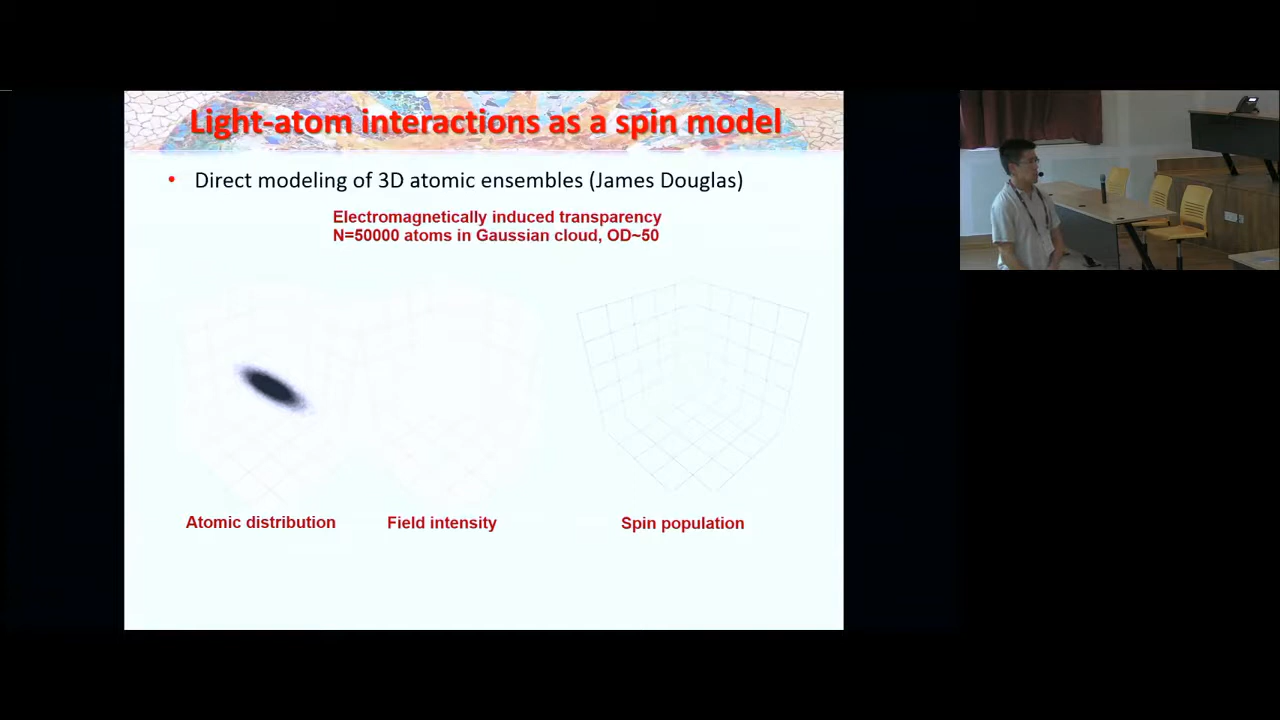 Light-atom interactions as a spin model
• Direct modeling of 3D atomic ensembles (James Douglas)
Electromagnetically induced transparency
N=50000 atoms in Gaussian cloud, OD~50
Atomic distribution
Field intensity
Spin population